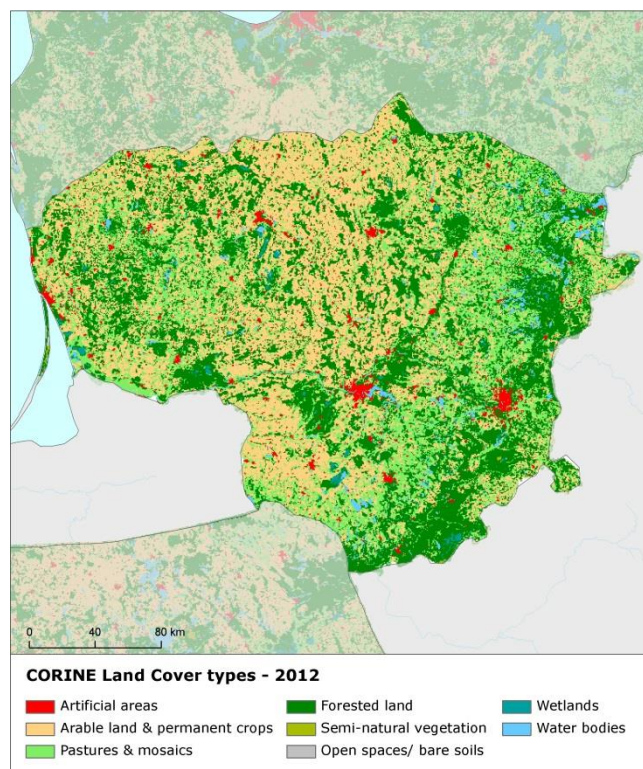 0 40 80 km
CORINE Land Cover types - 2012
Artificial areas
Arable land & permanent crops
Pastures & mosaics
Forested land
Semi-natural vegetation
Open spaces/ bare soils
Wetlands
Water bodies